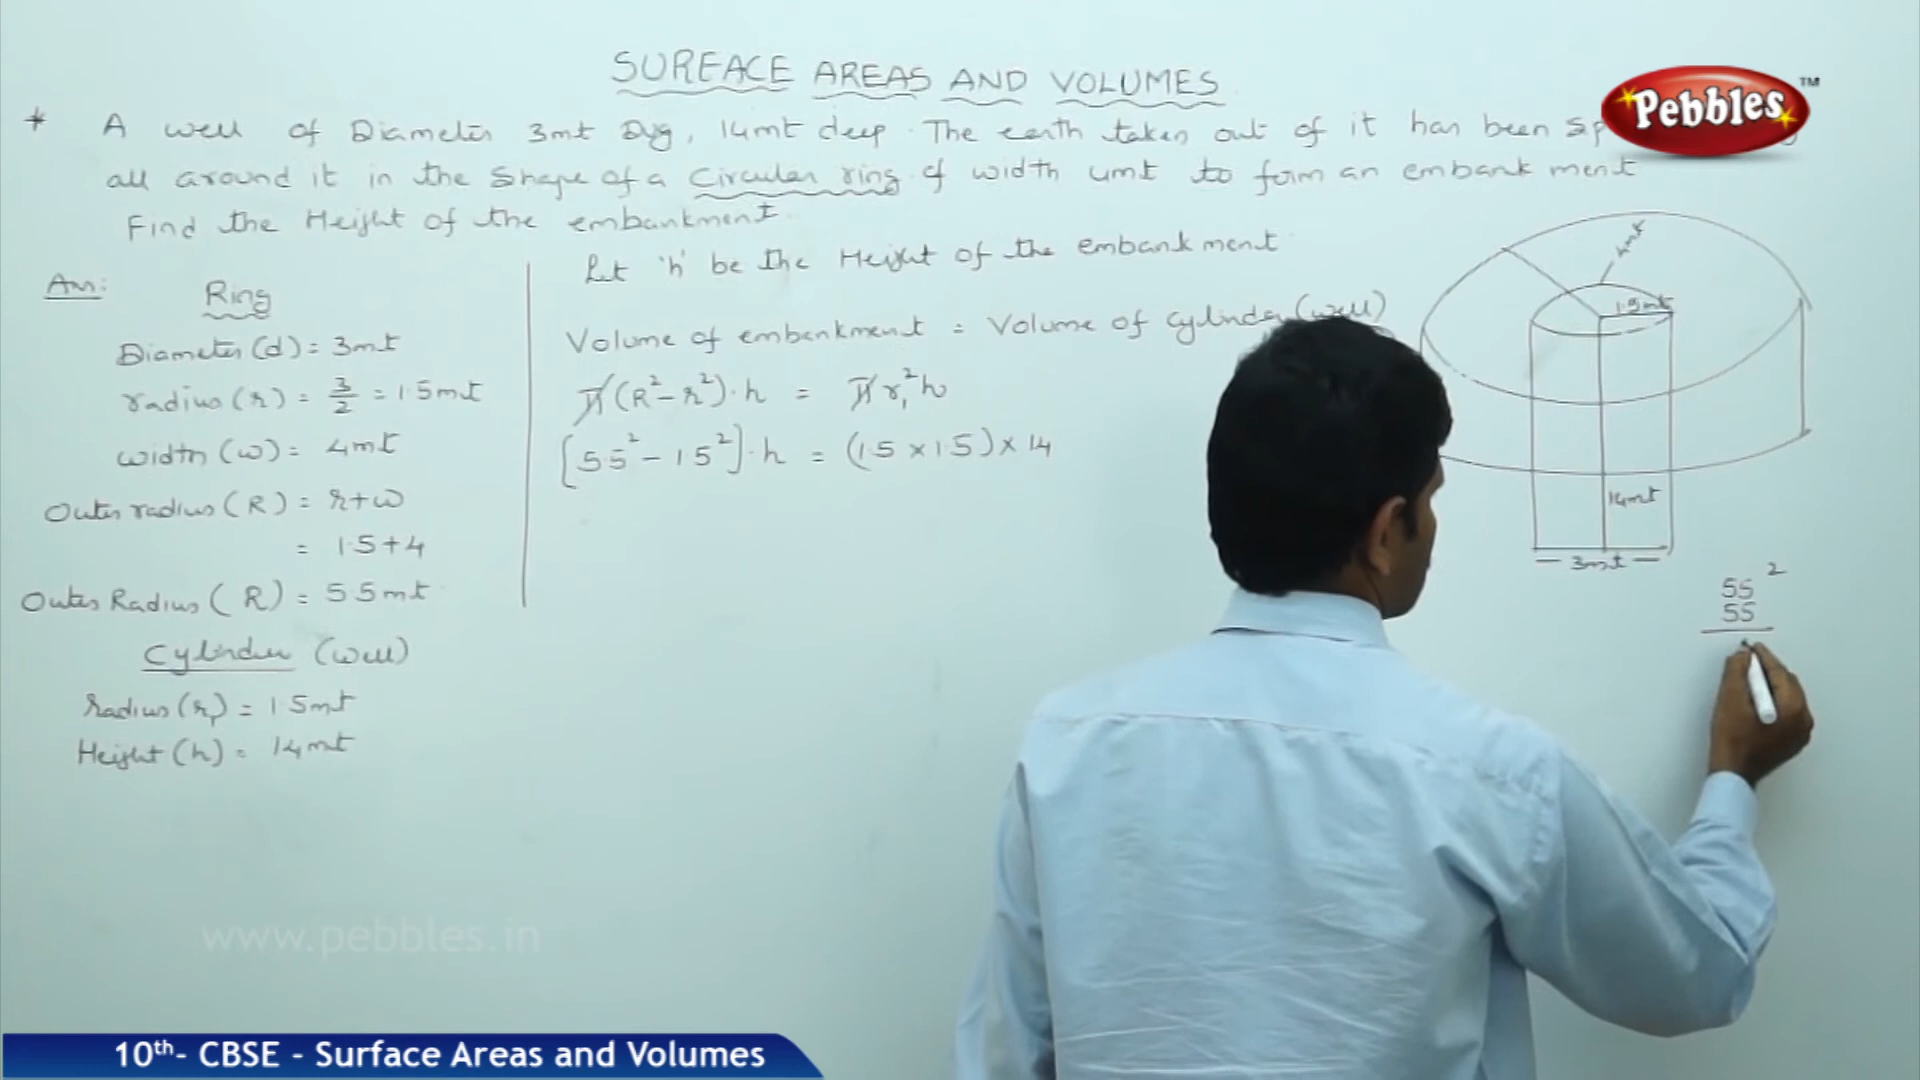 SURFACE AREAS AND VOLUMES
Pebbles™
* A well of Diameter 3mt Dug, 14mt deep. The earth taken out of it has been
all around it in the shape of a Circular ring of width 4mt to form an embankment
Find the Height of the embankment.
Ans:
Ring
Diameter (d) = 3mt
radius (r) = 3/2 = 1.5mt
width (w) = 4mt
Outer radius (R) = r+w
= 1.5+4
Outer Radius (R) = 5.5mt
Cylinder (well)
Radius (r₁) = 1.5mt
Height (h) = 14mt
Let 'h' be the Height of the embankment
Volume of embankment = Volume of cylinder (well)
π(R²-r²).h = πr₁²h
[5.5² - 1.5²].h = (1.5 × 1.5) × 14
4mt
1.5mt
14mt
3mt
55²
55
www.pebbles.in
10th- CBSE - Surface Areas and Volumes